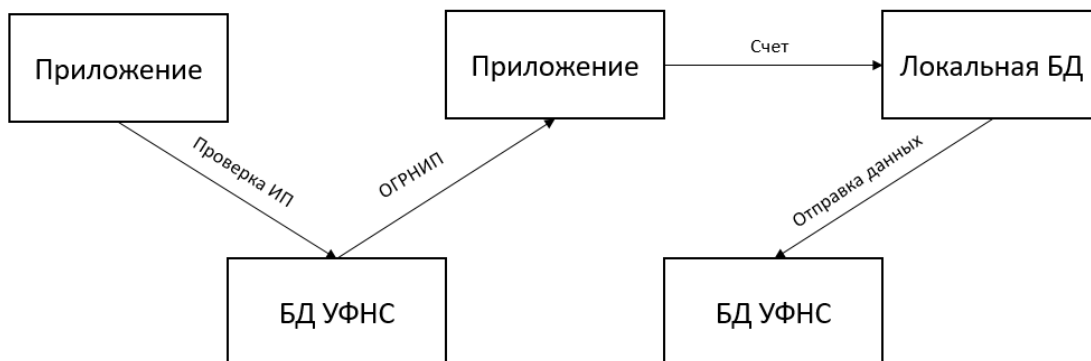 Приложение
Приложение
Счет
Локальная БД
Проверка ИП
ОГРНИП
Отправка данных
БД УФНС
БД УФНС